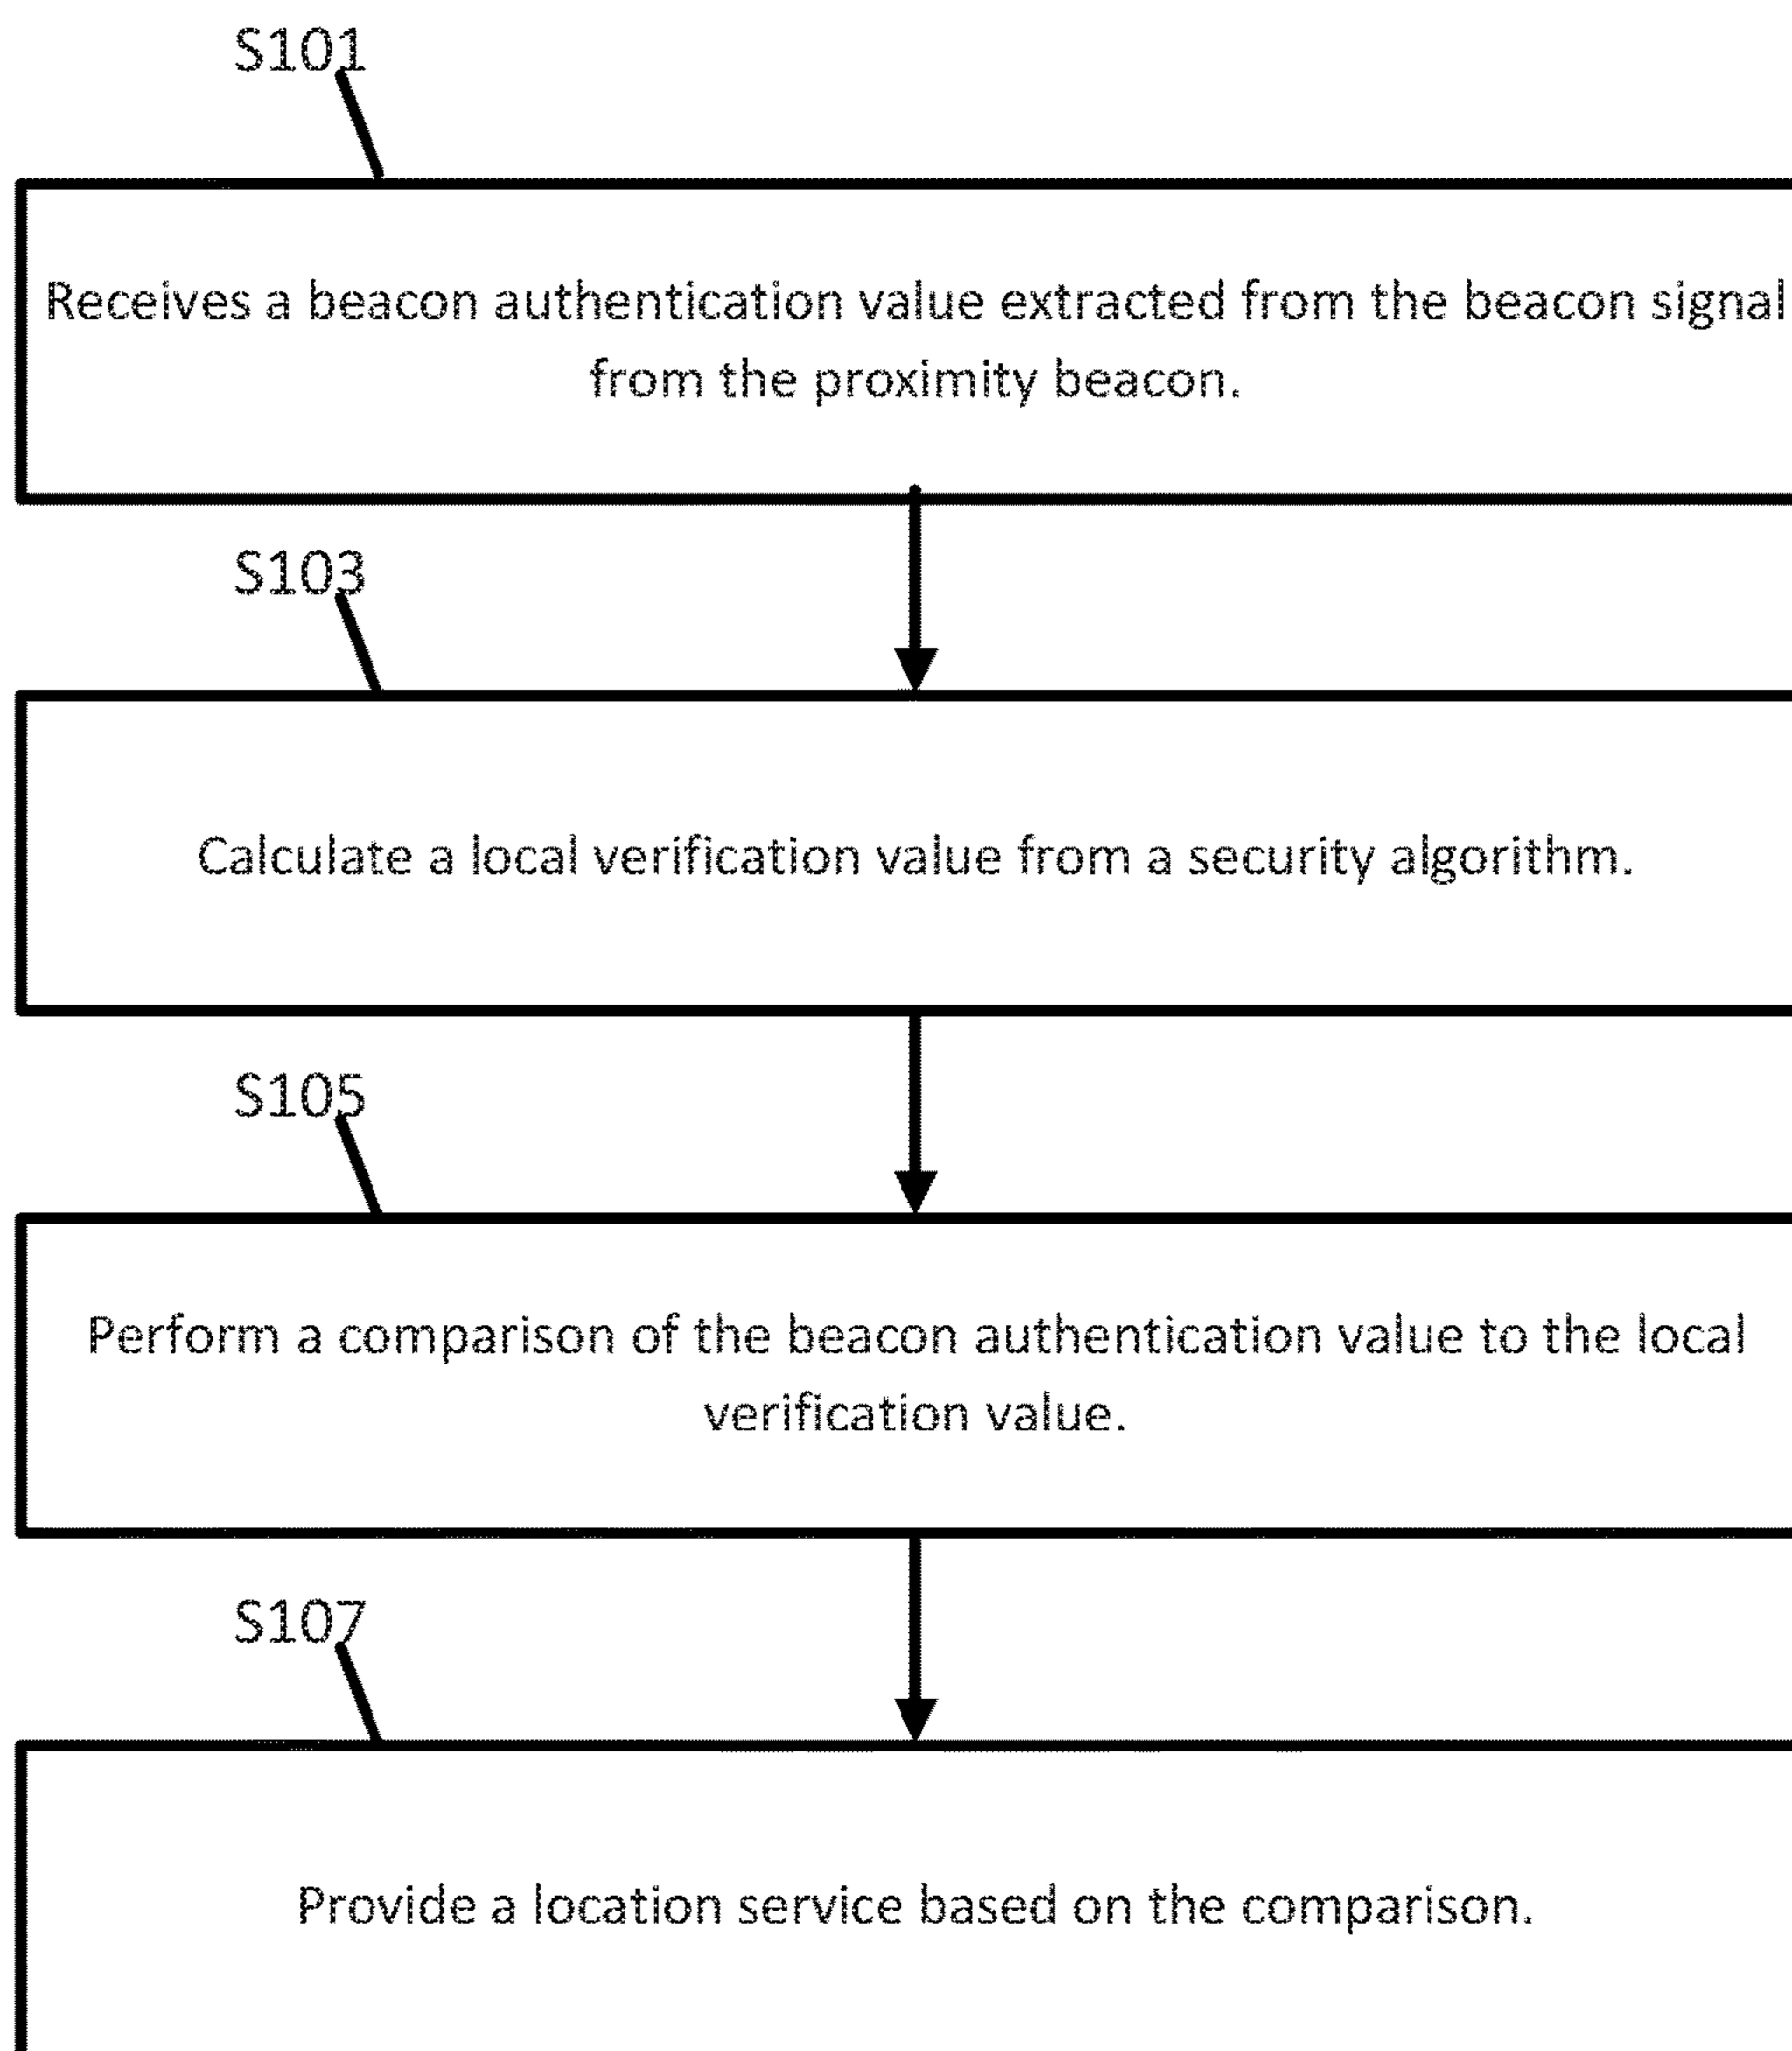 S101
Receives a beacon authentication value extracted from the beacon signal
from the proximity beacon.
S103
Calculate a local verification value from a security algorithm.
S105
Perform a comparison of the beacon authentication value to the local
verification value.
S107
Provide a location service based on the comparison.